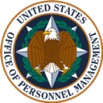 UNITED STATES
OFFICE OF PERSONNEL MANAGEMENT